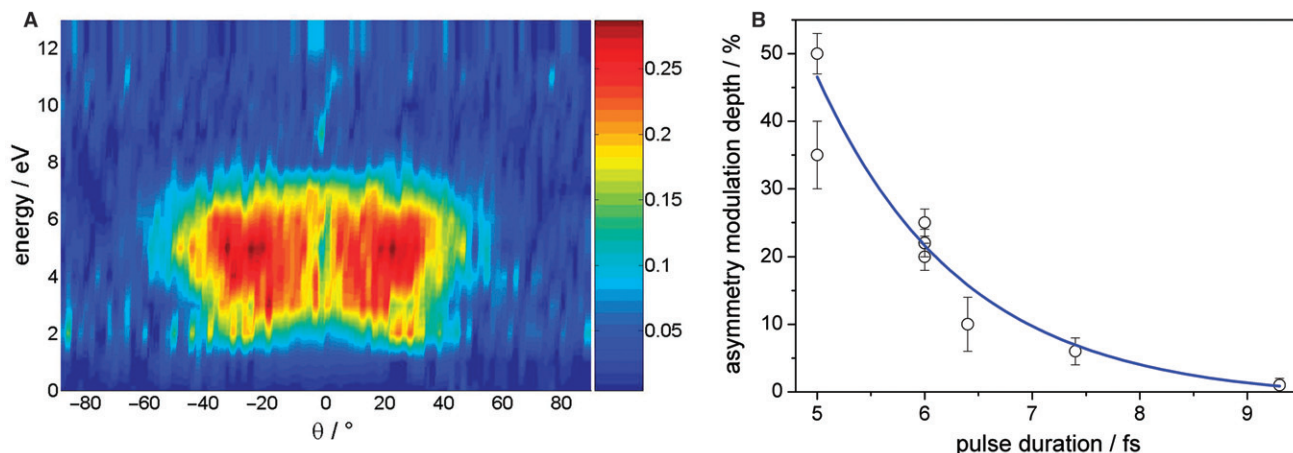 A
energy / eV
12
10
8
6
4
2
0
−80 −60 −40 −20 0 20 40 60 80
θ / °
0.25
0.2
0.15
0.1
0.05
B
asymmetry modulation depth / %
50
40
30
20
10
0
5 6 7 8 9
pulse duration / fs